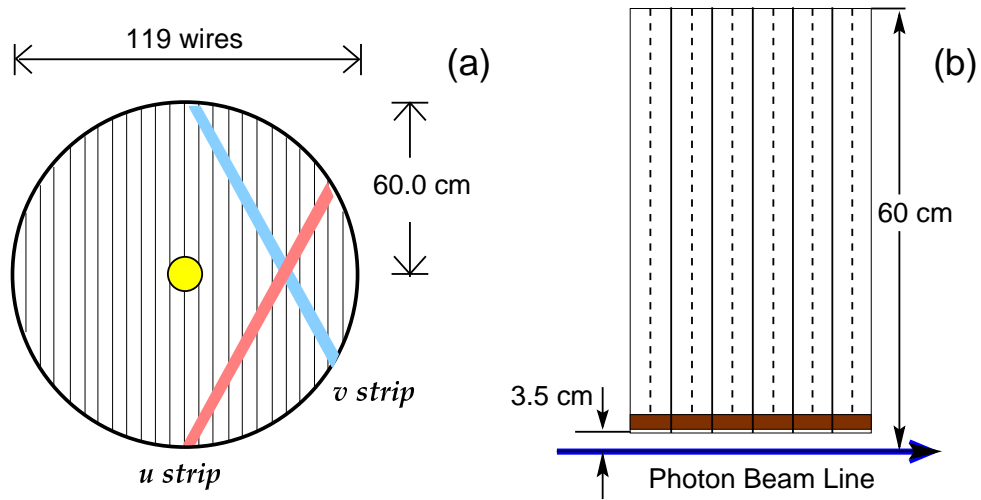 119 wires
(a)
60.0 cm
v strip
u strip
(b)
60 cm
3.5 cm
Photon Beam Line